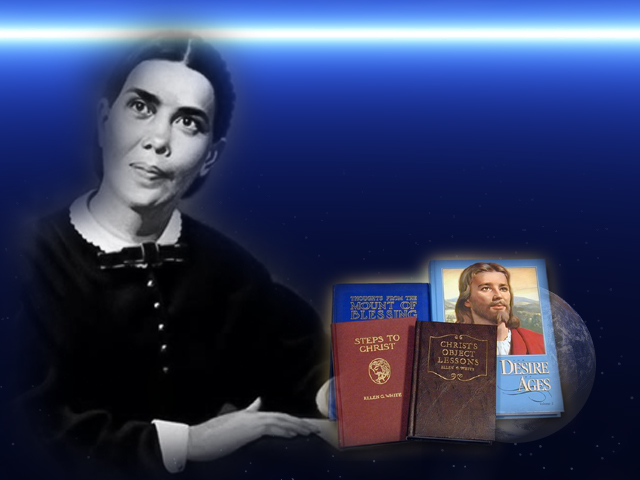 THOUGHTS FROM THE
MOUNT OF
BLESSING
STEPS TO
CHRIST
ELLEN G. WHITE
CHRIST'S
OBJECT
LESSONS
ELLEN G. WHITE
DESIRE
AGES